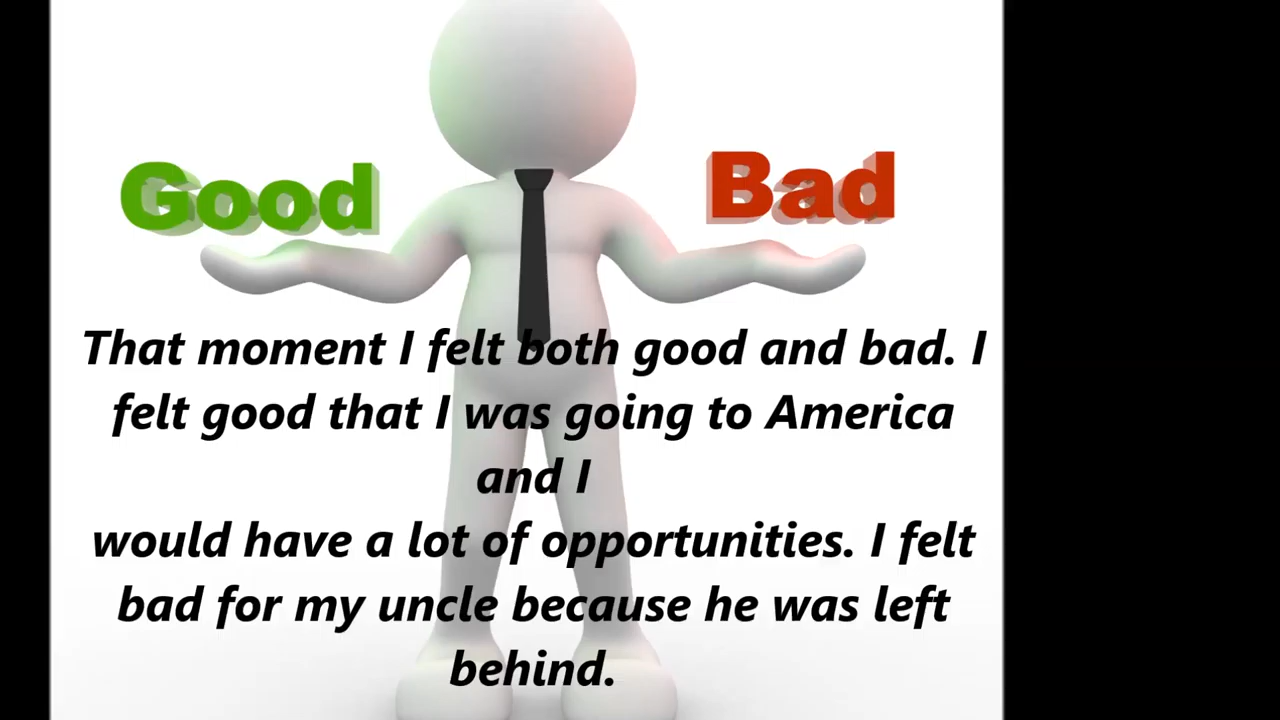 Good
Bad
That moment I felt both good and bad. I
felt good that I was going to America
and I
would have a lot of opportunities. I felt
bad for my uncle because he was left
behind.